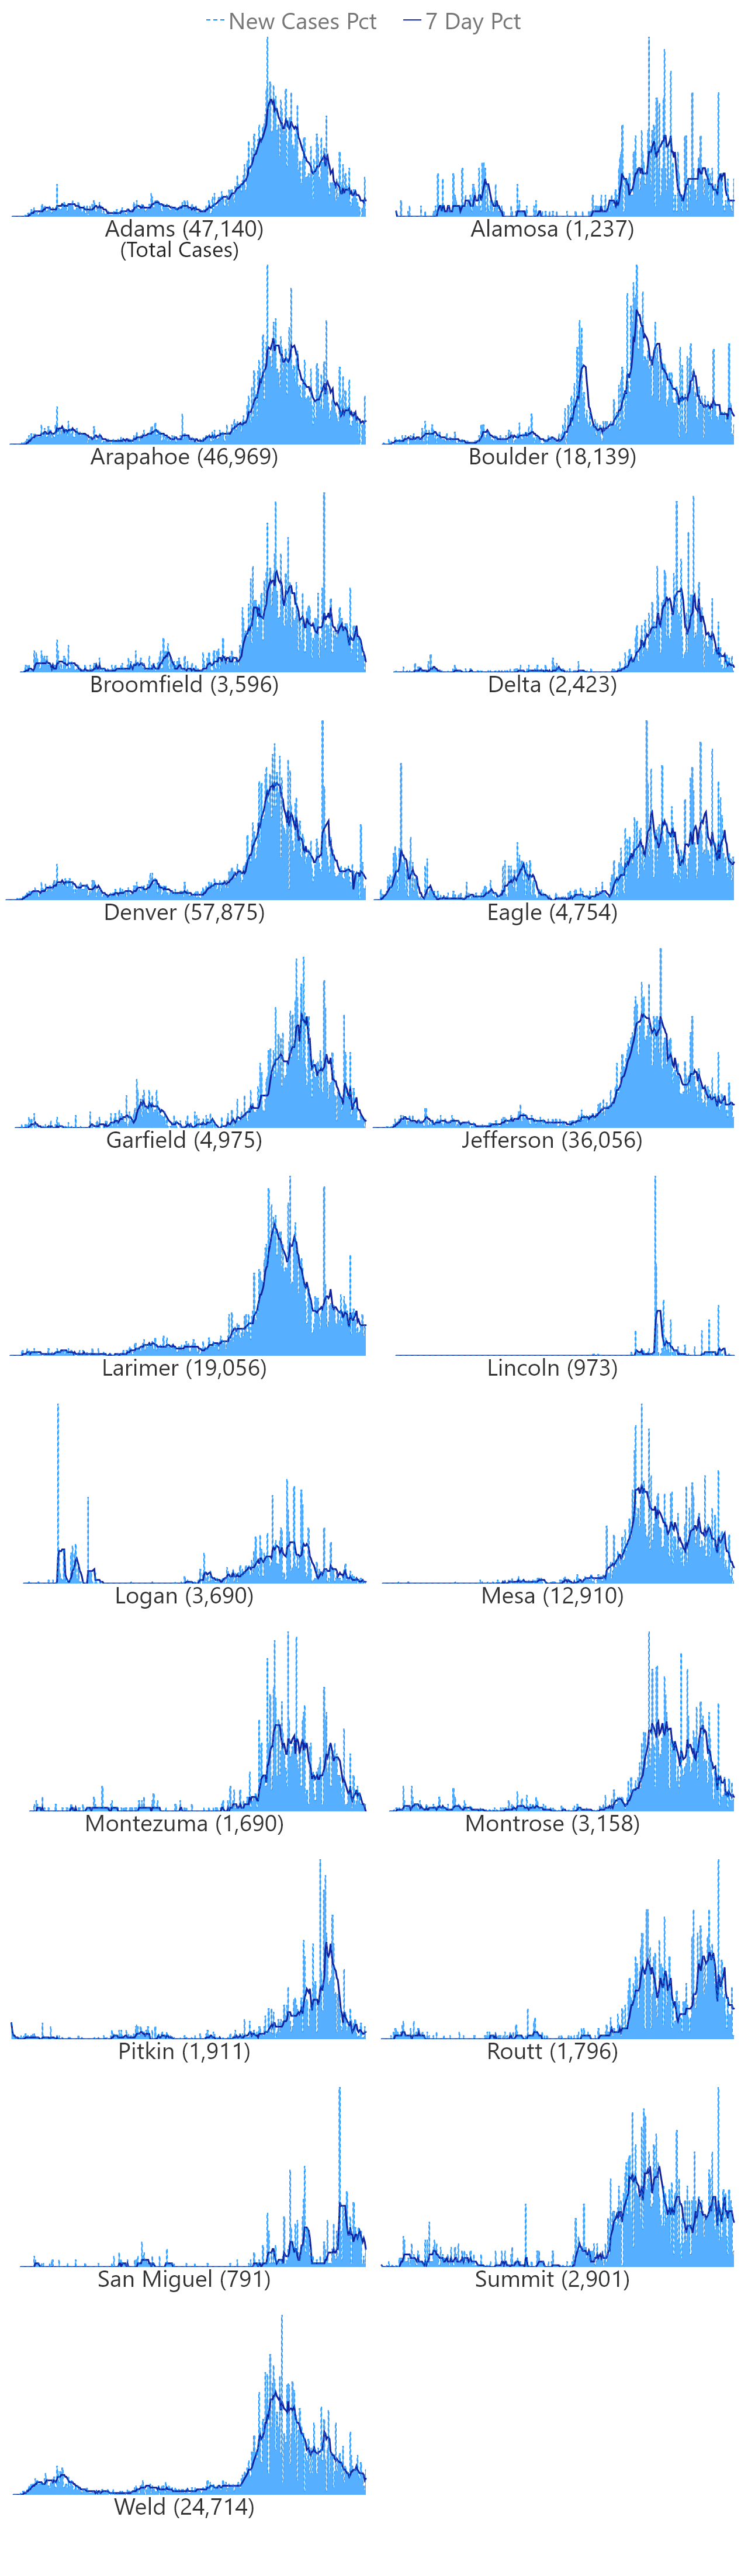 New Cases Pct 7 Day Pct
Adams (47,140) Alamosa (1,237)
(Total Cases)
Arapahoe (46,969) Boulder (18,139)
Broomfield (3,596) Delta (2,423)
Denver (57,875) Eagle (4,754)
Garfield (4,975) Jefferson (36,056)
Larimer (19,056) Lincoln (973)
Logan (3,690) Mesa (12,910)
Montezuma (1,690) Montrose (3,158)
Pitkin (1,911) Routt (1,796)
San Miguel (791) Summit (2,901)
Weld (24,714)